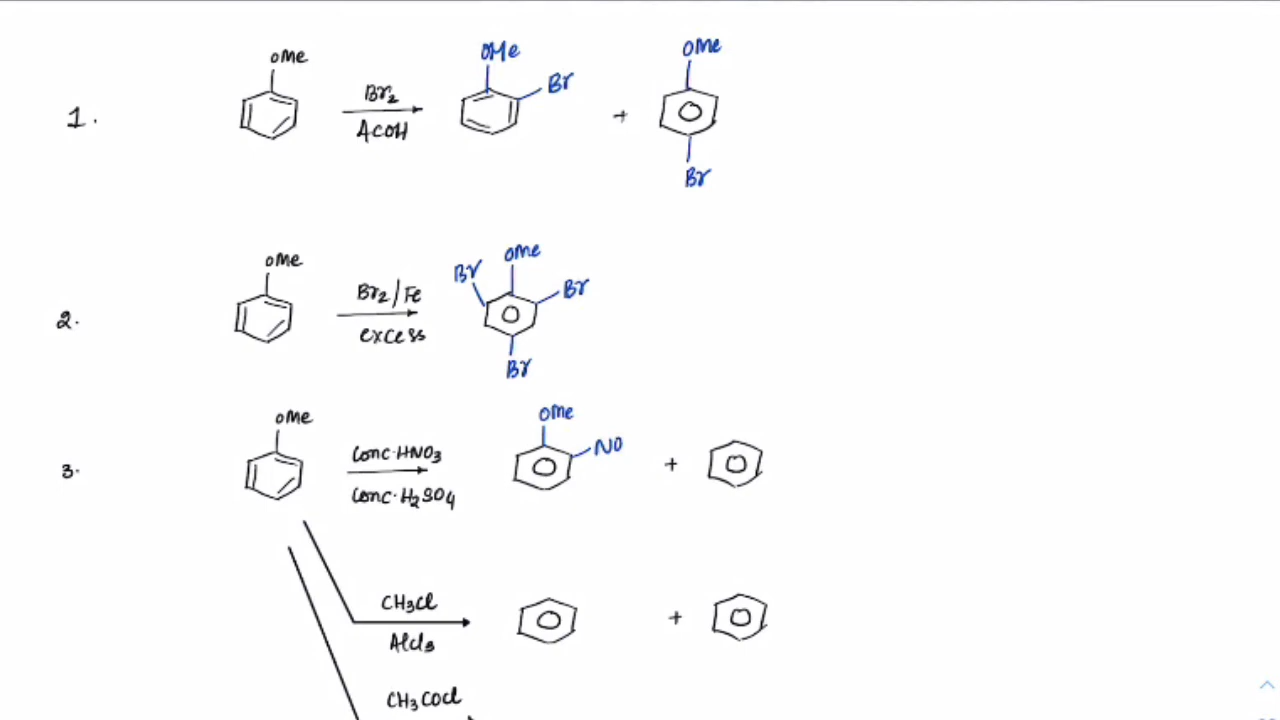 OMe
OMe
OMe
1.
Br₂
AcOH
Br
+
Br
OMe
OMe
2.
Br₂/Fe
excess
Br
Br
Br
OMe
OMe
3.
Conc·HNO₃
Conc·H₂SO₄
NO
+
CH₃Cl
AlCl₃
+
CH₃COCl